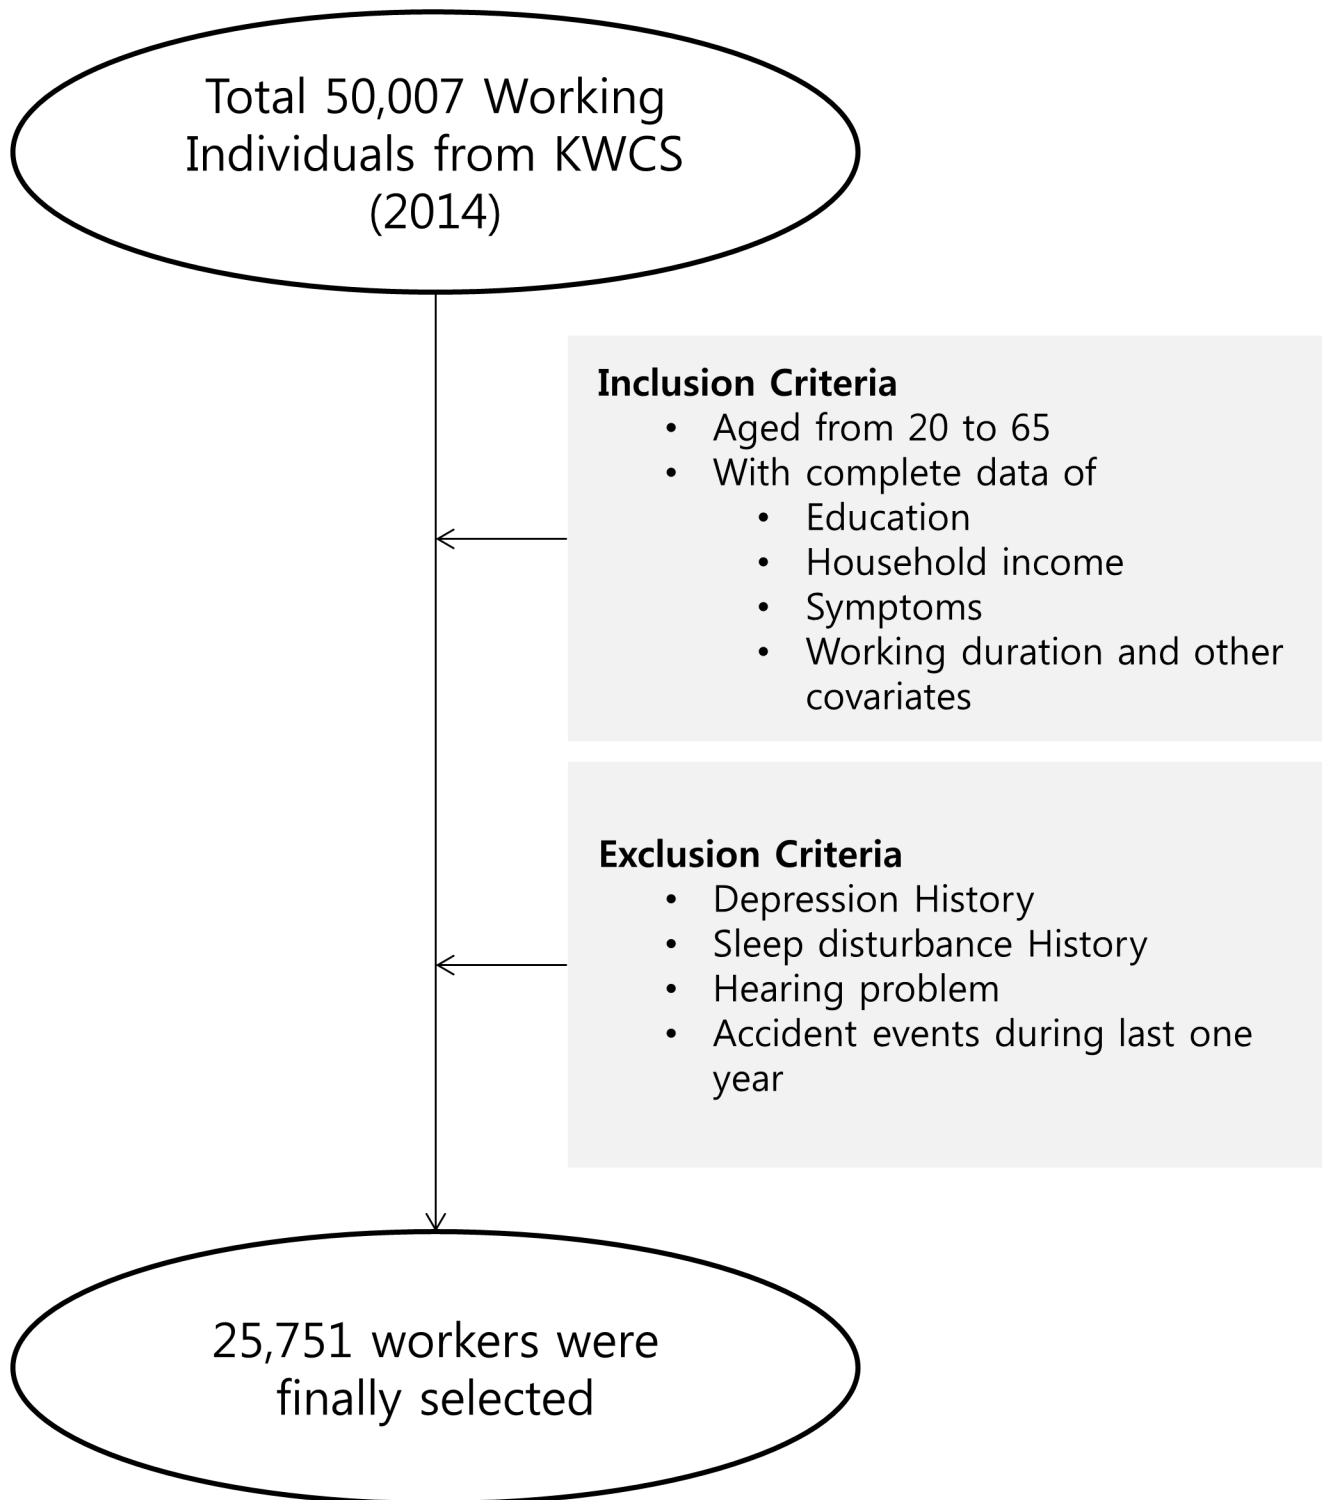 Total 50,007 Working
Individuals from KWCS
(2014)
Inclusion Criteria
• Aged from 20 to 65
• With complete data of
• Education
• Household income
• Symptoms
• Working duration and other
covariates
Exclusion Criteria
• Depression History
• Sleep disturbance History
• Hearing problem
• Accident events during last one
year
25,751 workers were
finally selected